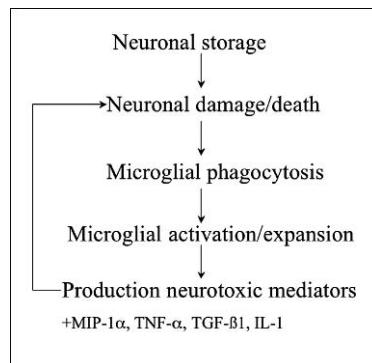 Neuronal storage
Neuronal damage/death
Microglial phagocytosis
Microglial activation/expansion
Production neurotoxic mediators
+MIP-1α, TNF-α, TGF-ß1, IL-1